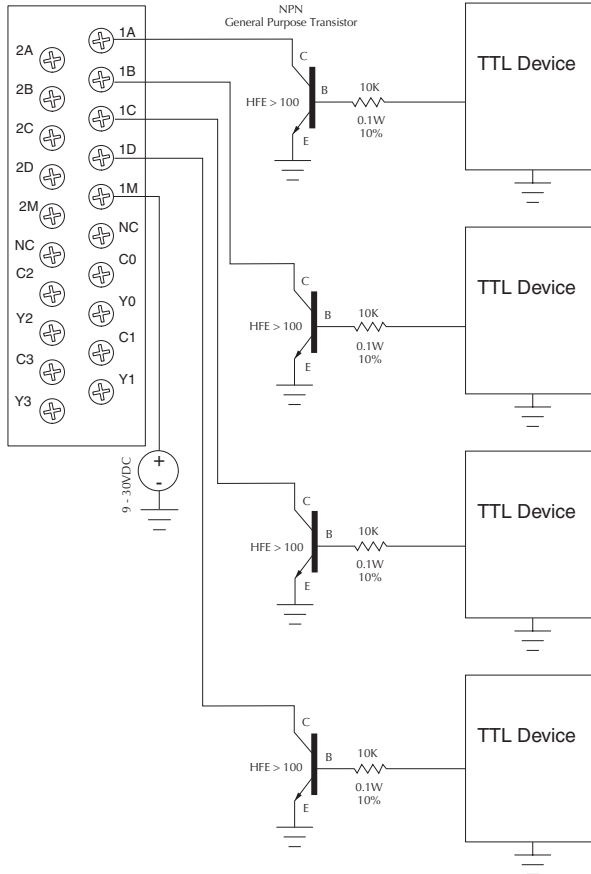 NPN
General Purpose Transistor
1A
2A
1B
2B
1C
2C
1D
2D
1M
2M
NC
NC
C0
C2
Y0
Y2
C1
C3
Y1
Y3
+
-
9 - 30VDC
C
B
HFE > 100
E
10K
0.1W
10%
TTL Device
C
B
HFE > 100
E
10K
0.1W
10%
TTL Device
C
B
HFE > 100
E
10K
0.1W
10%
TTL Device
C
B
HFE > 100
E
10K
0.1W
10%
TTL Device